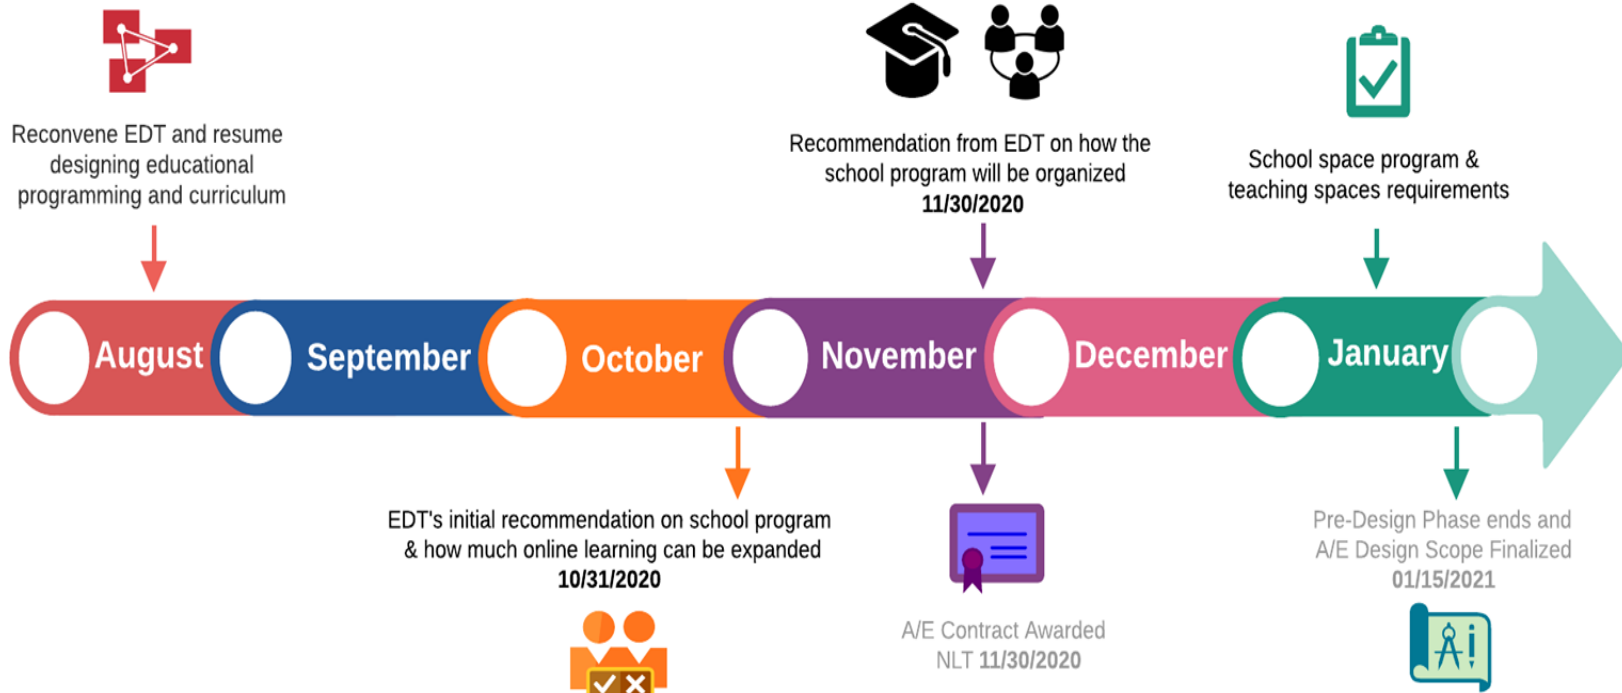 Reconvene EDT and resume
designing educational
programming and curriculum
Recommendation from EDT on how the
school program will be organized
11/30/2020
School space program &
teaching spaces requirements
August
September
October
November
December
January
EDT's initial recommendation on school program
& how much online learning can be expanded
10/31/2020
A/E Contract Awarded
NLT 11/30/2020
Pre-Design Phase ends and
A/E Design Scope Finalized
01/15/2021